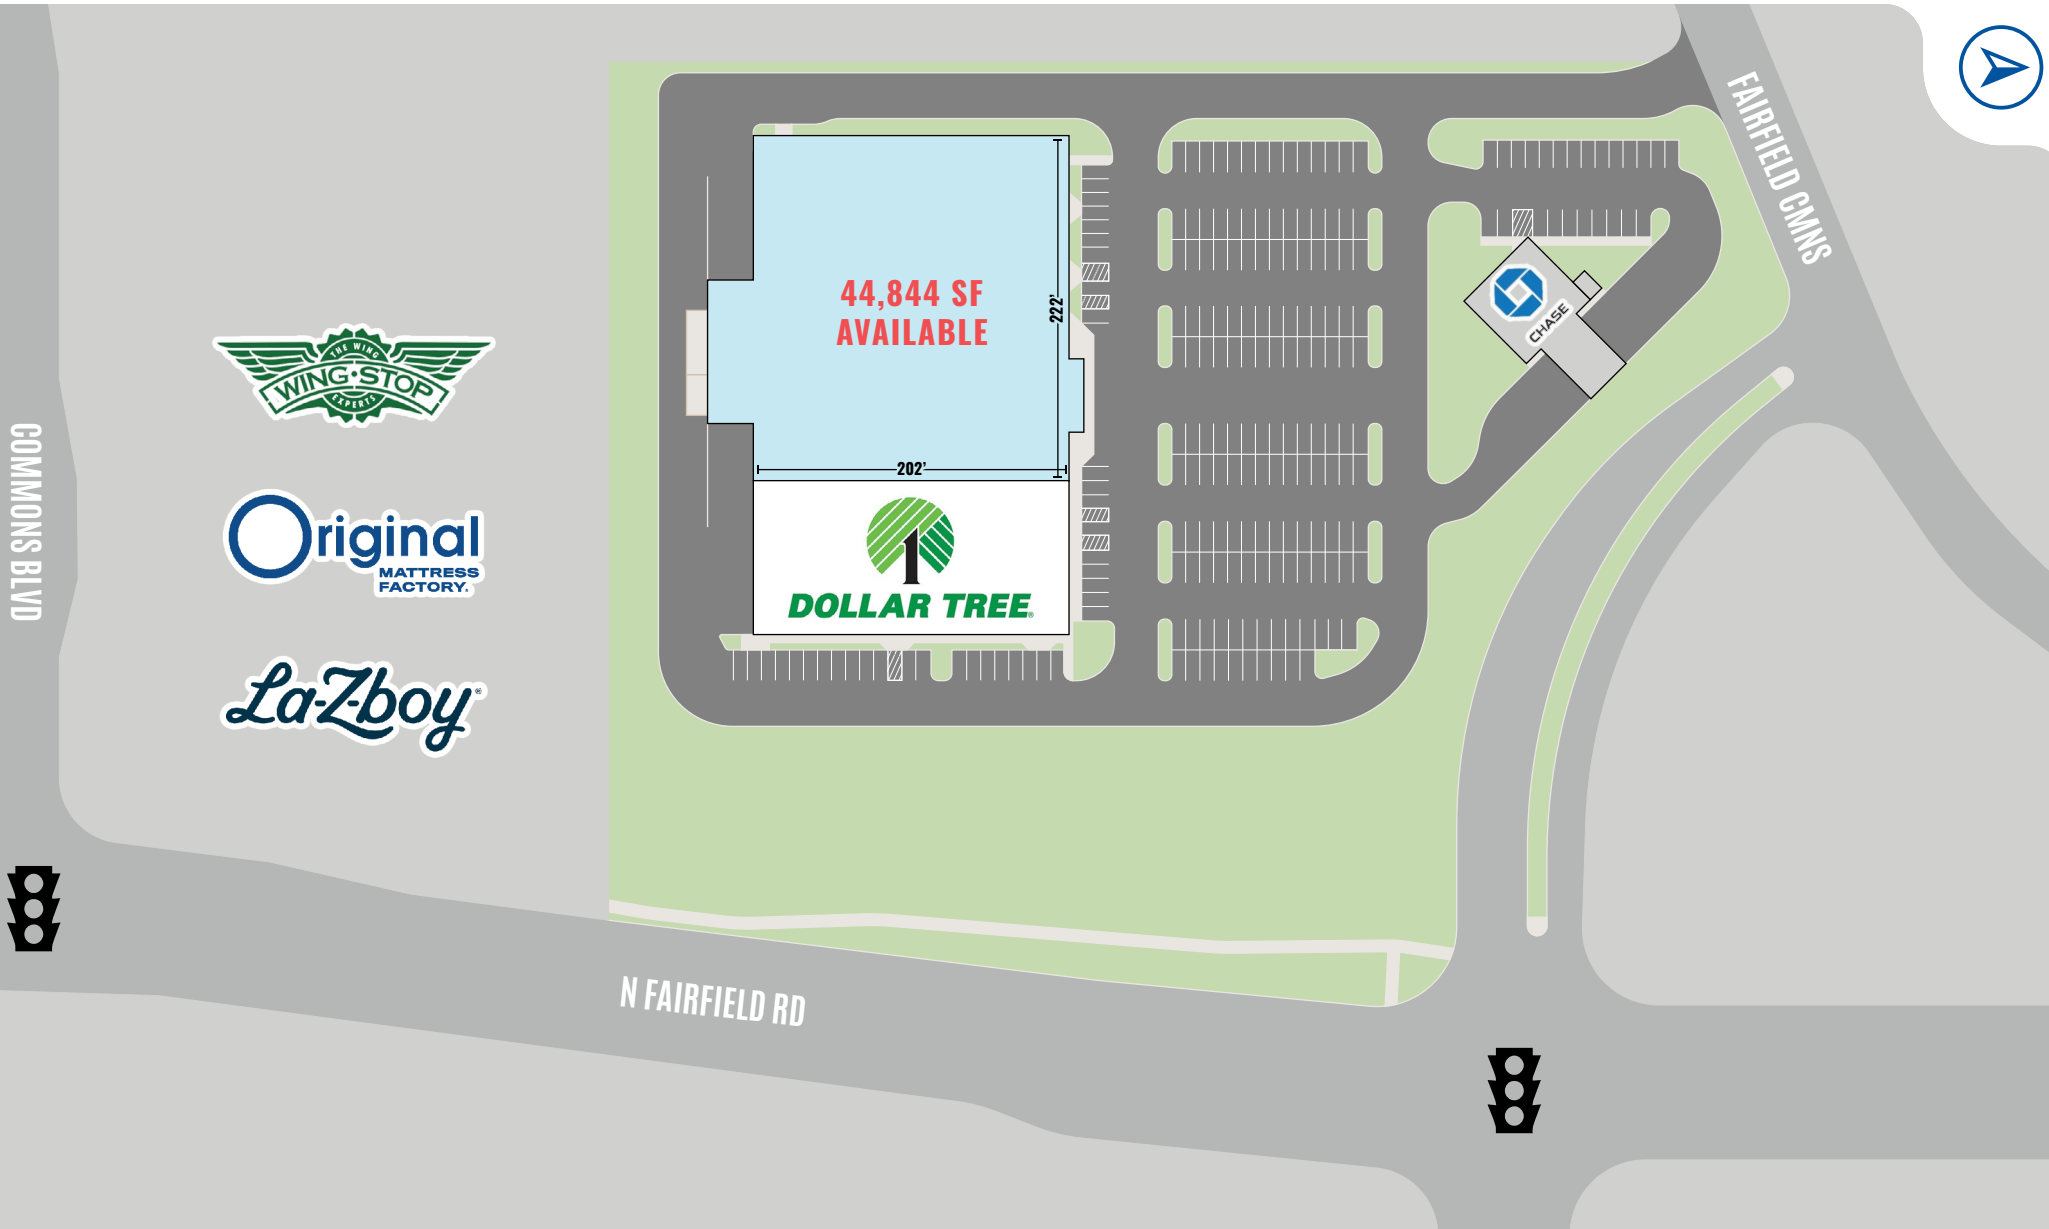 FAIRFIELD CMNS
44,844 SF
AVAILABLE
222'
202'
CHASE
THE WING
WING·STOP
EXPERTS
COMMONS BLVD
Original
MATTRESS
FACTORY.
DOLLAR TREE®
La-Z-boy®
N FAIRFIELD RD